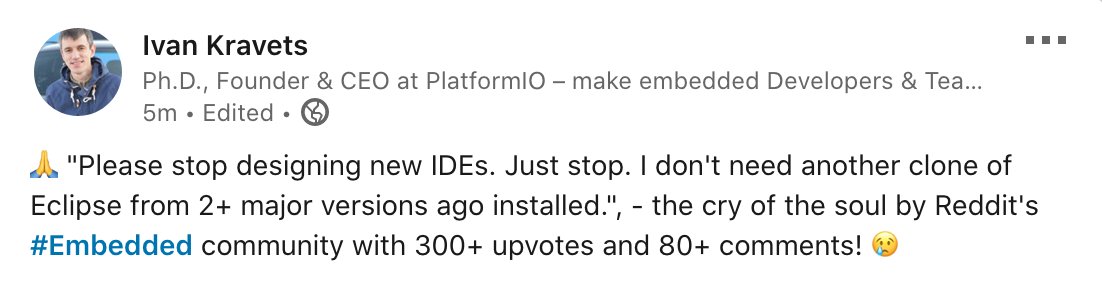 Ivan Kravets
Ph.D., Founder & CEO at PlatformIO – make embedded Developers & Tea...
5m • Edited •
🙏 "Please stop designing new IDEs. Just stop. I don't need another clone of
Eclipse from 2+ major versions ago installed.", - the cry of the soul by Reddit's
#Embedded community with 300+ upvotes and 80+ comments! 😢